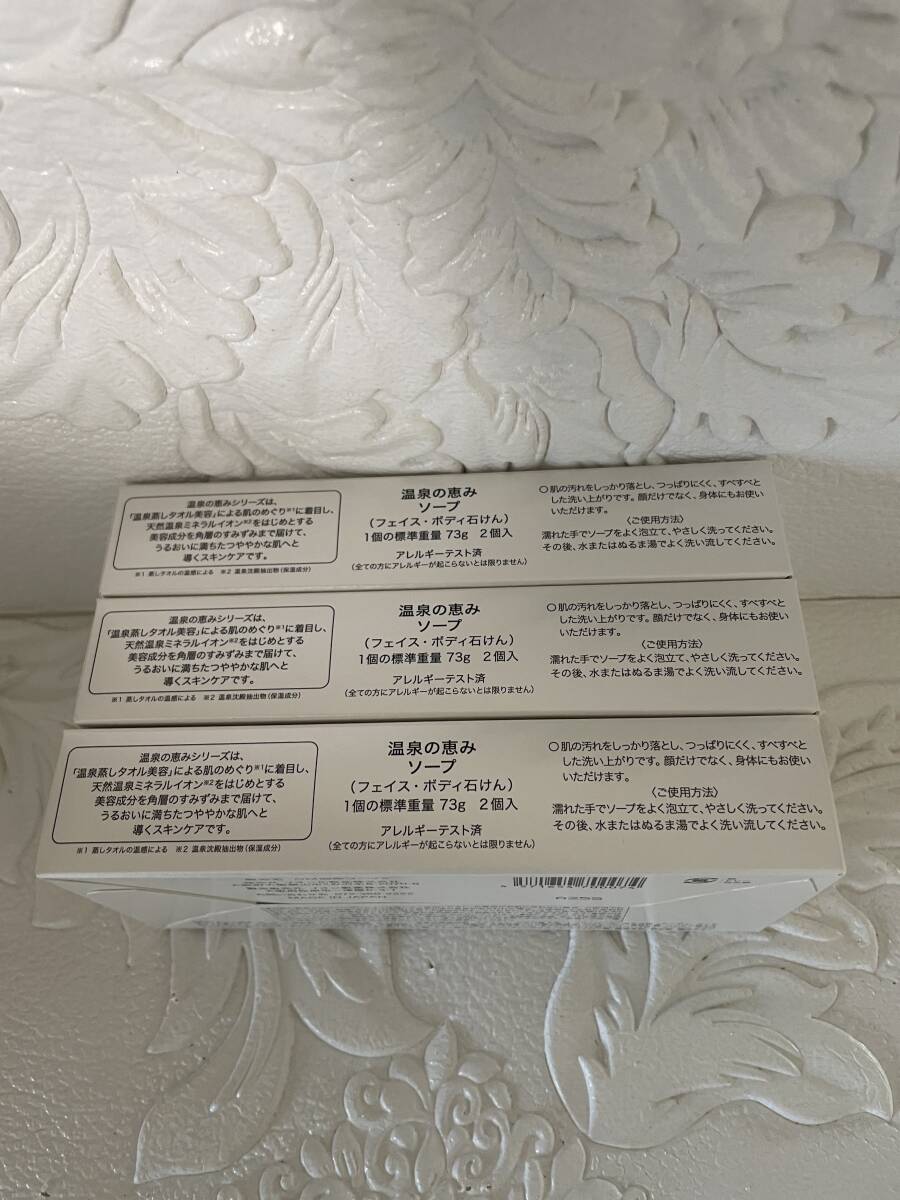 温泉の恵みシリーズは、
「温泉蒸しタオル美容」による肌のめぐり※1に着目し、
天然温泉ミネラルイオン※2をはじめとする
美容成分を角層のすみずみまで届けて、
うるおいに満ちたつややかな肌へと
導くスキンケアです。
※1 蒸しタオルの温感による ※2 温泉沈殿抽出物(保湿成分)
温泉の恵み
ソープ
(フェイス・ボディ石けん)
1個の標準重量 73g 2個入
アレルギーテスト済
(全ての方にアレルギーが起こらないとは限りません)
○肌の汚れをしっかり落とし、つっぱりにくく、すべすべと
した洗い上がりです。顔だけでなく、身体にもお使い
いただけます。
〈ご使用方法〉
濡れた手でソープをよく泡立て、やさしく洗ってください。
その後、水またはぬるま湯でよく洗い流してください。
温泉の恵みシリーズは、
「温泉蒸しタオル美容」による肌のめぐり※1に着目し、
天然温泉ミネラルイオン※2をはじめとする
美容成分を角層のすみずみまで届けて、
うるおいに満ちたつややかな肌へと
導くスキンケアです。
※1 蒸しタオルの温感による ※2 温泉沈殿抽出物(保湿成分)
温泉の恵み
ソープ
(フェイス・ボディ石けん)
1個の標準重量 73g 2個入
アレルギーテスト済
(全ての方にアレルギーが起こらないとは限りません)
○肌の汚れをしっかり落とし、つっぱりにくく、すべすべと
した洗い上がりです。顔だけでなく、身体にもお使い
いただけます。
〈ご使用方法〉
濡れた手でソープをよく泡立て、やさしく洗ってください。
その後、水またはぬるま湯でよく洗い流してください。
温泉の恵みシリーズは、
「温泉蒸しタオル美容」による肌のめぐり※1に着目し、
天然温泉ミネラルイオン※2をはじめとする
美容成分を角層のすみずみまで届けて、
うるおいに満ちたつややかな肌へと
導くスキンケアです。
※1 蒸しタオルの温感による ※2 温泉沈殿抽出物(保湿成分)
温泉の恵み
ソープ
(フェイス・ボディ石けん)
1個の標準重量 73g 2個入
アレルギーテスト済
(全ての方にアレルギーが起こらないとは限りません)
○肌の汚れをしっかり落とし、つっぱりにくく、すべすべと
した洗い上がりです。顔だけでなく、身体にもお使い
いただけます。
〈ご使用方法〉
濡れた手でソープをよく泡立て、やさしく洗ってください。
その後、水またはぬるま湯でよく洗い流してください。